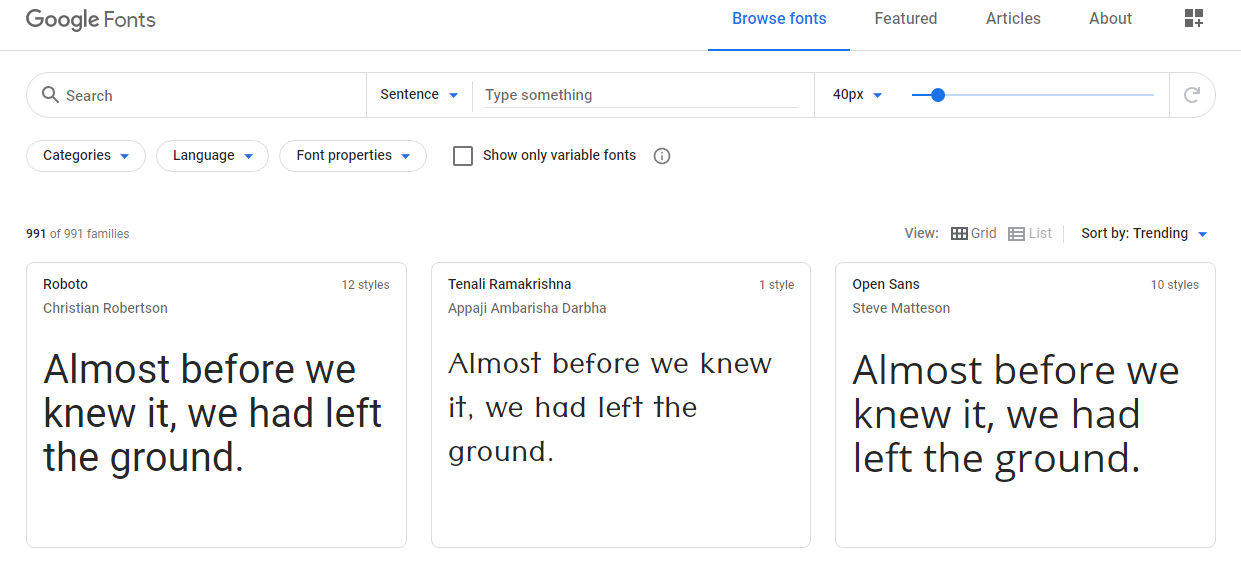 Google Fonts
Browse fonts
Featured
Articles
About
Search
Sentence
Type something
40px
Categories
Language
Font properties
Show only variable fonts
991 of 991 families
View:
Grid
List
Sort by: Trending
Roboto
12 styles
Christian Robertson
Almost before we
knew it, we had left
the ground.
Tenali Ramakrishna
1 style
Appaji Ambarisha Darbha
Almost before we knew
it, we had left the
ground.
Open Sans
10 styles
Steve Matteson
Almost before we
knew it, we had
left the ground.